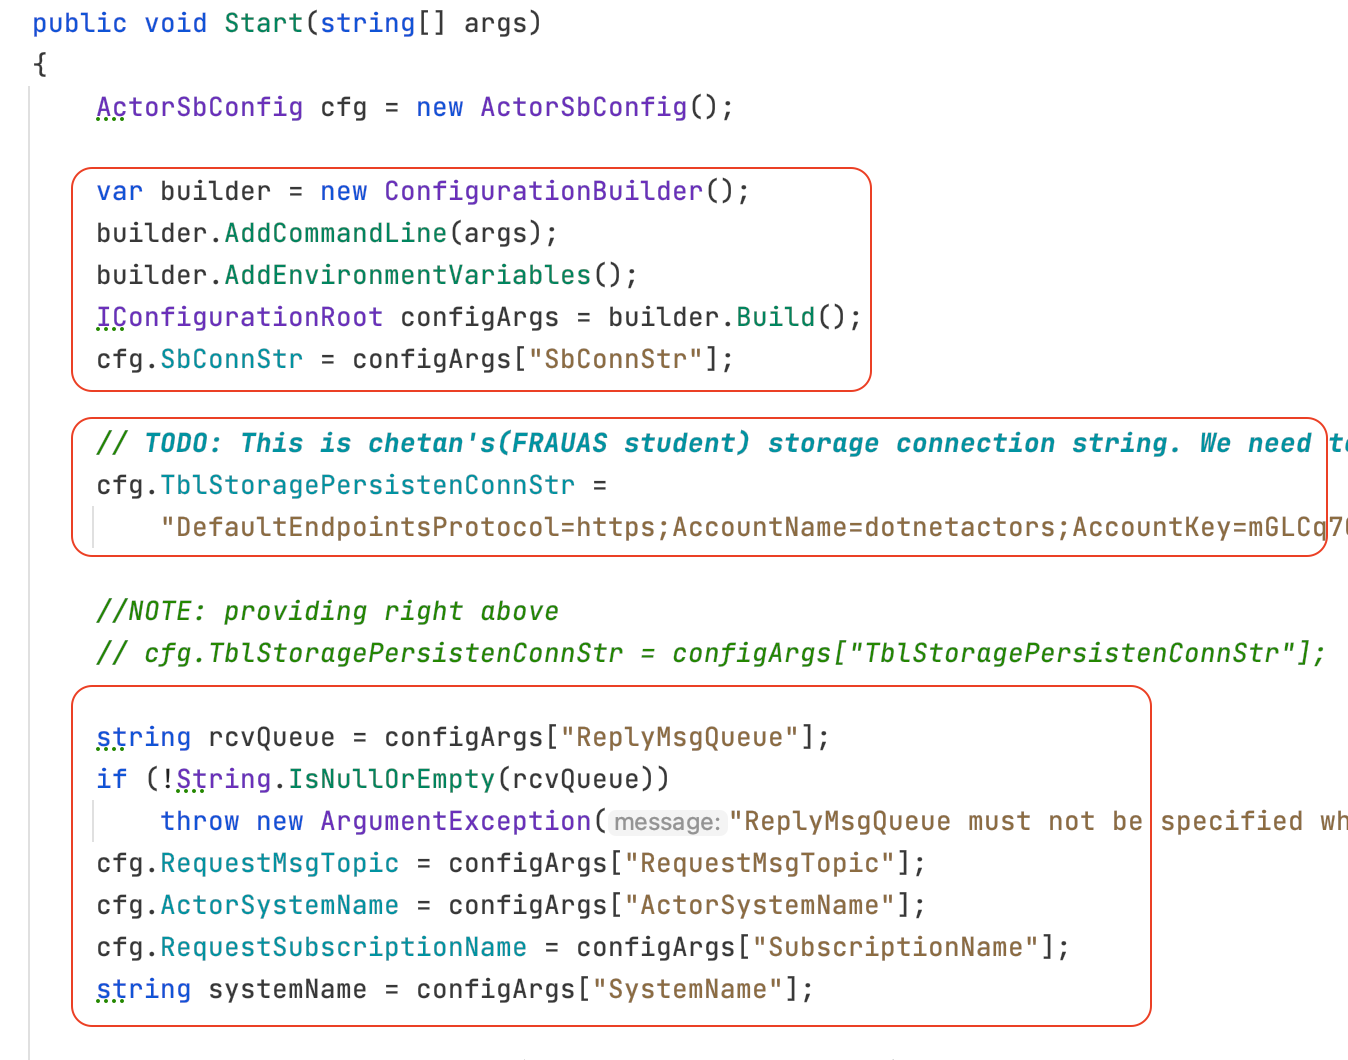 public void Start(string[] args)
{
ActorSbConfig cfg = new ActorSbConfig();
var builder = new ConfigurationBuilder();
builder.AddCommandLine(args);
builder.AddEnvironmentVariables();
IConfigurationRoot configArgs = builder.Build();
cfg.SbConnStr = configArgs["SbConnStr"];
// TODO: This is chetan's(FRAUAS student) storage connection string. We need
cfg.TblStoragePersistenConnStr =
"DefaultEndpointsProtocol=https;AccountName=dotnetactors;AccountKey=mGLCq7
//NOTE: providing right above
// cfg.TblStoragePersistenConnStr = configArgs["TblStoragePersistenConnStr"];
string rcvQueue = configArgs["ReplyMsgQueue"];
if (!String.IsNullOrEmpty(rcvQueue))
throw new ArgumentException(message:"ReplyMsgQueue must not be specified wh
cfg.RequestMsgTopic = configArgs["RequestMsgTopic"];
cfg.ActorSystemName = configArgs["ActorSystemName"];
cfg.RequestSubscriptionName = configArgs["SubscriptionName"];
string systemName = configArgs["SystemName"];